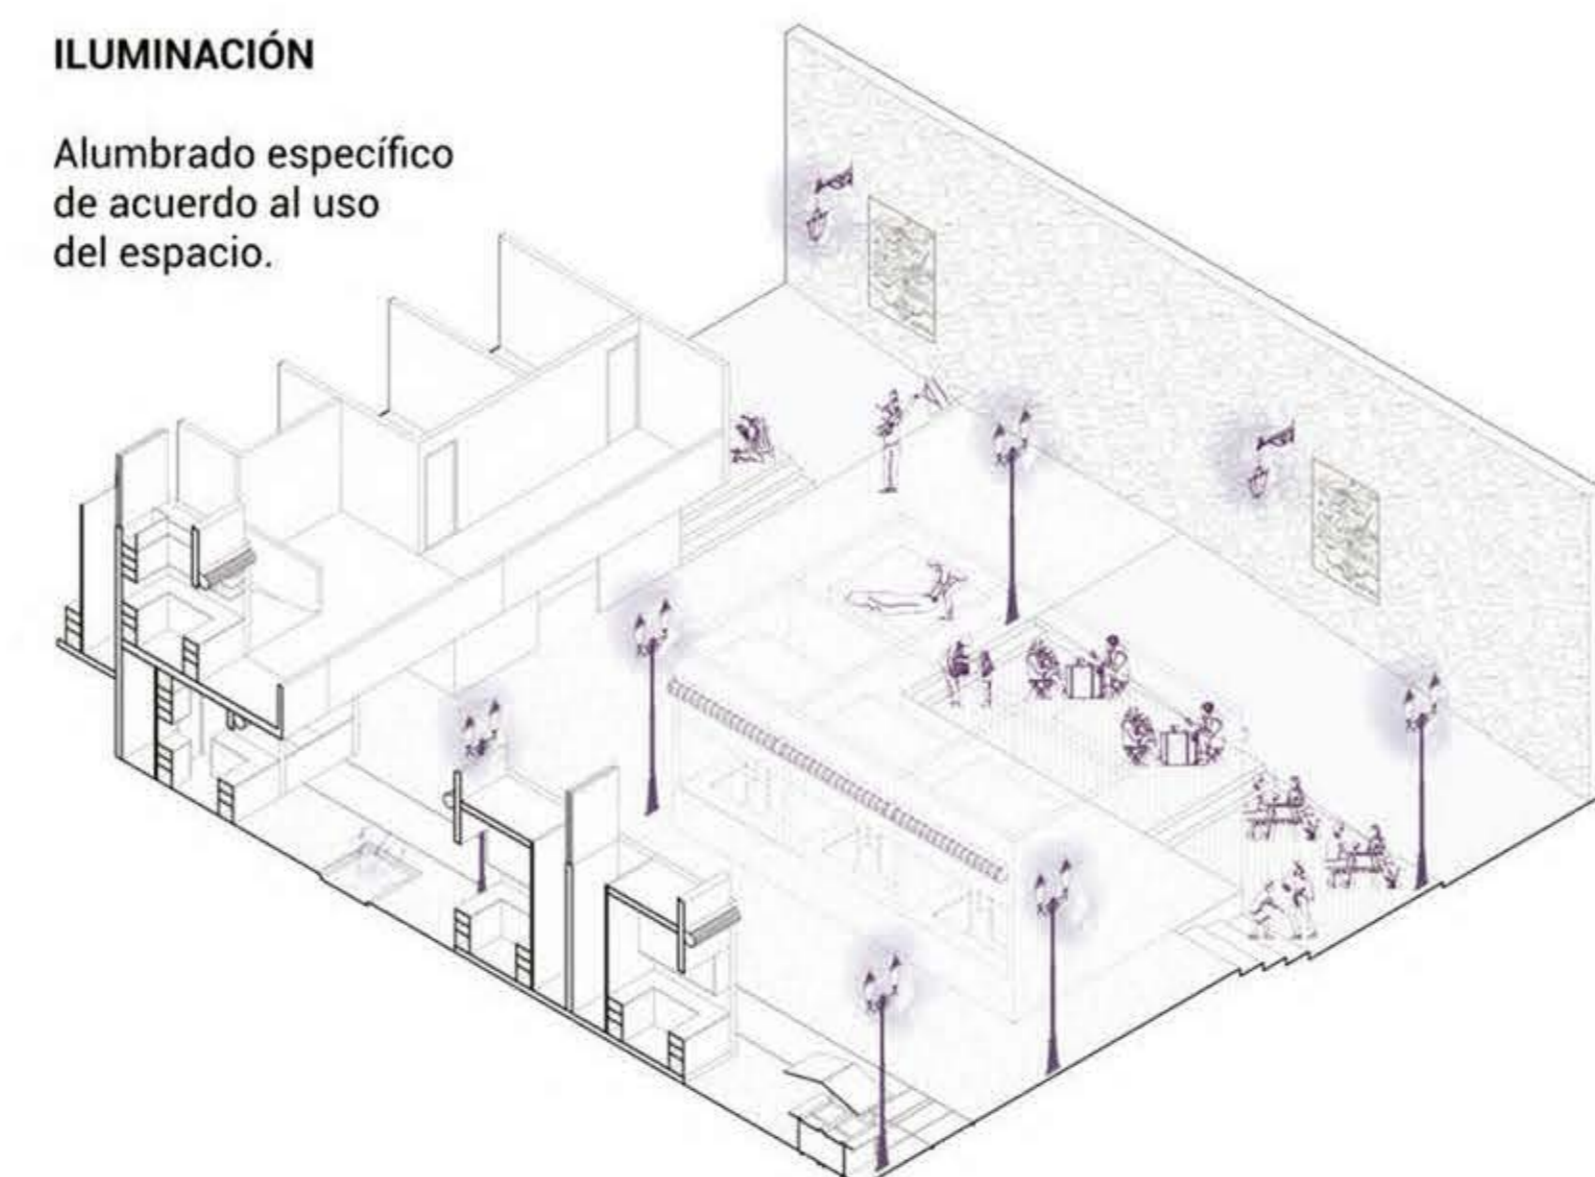 ILUMINACIÓN
Alumbrado específico
de acuerdo al uso
del espacio.